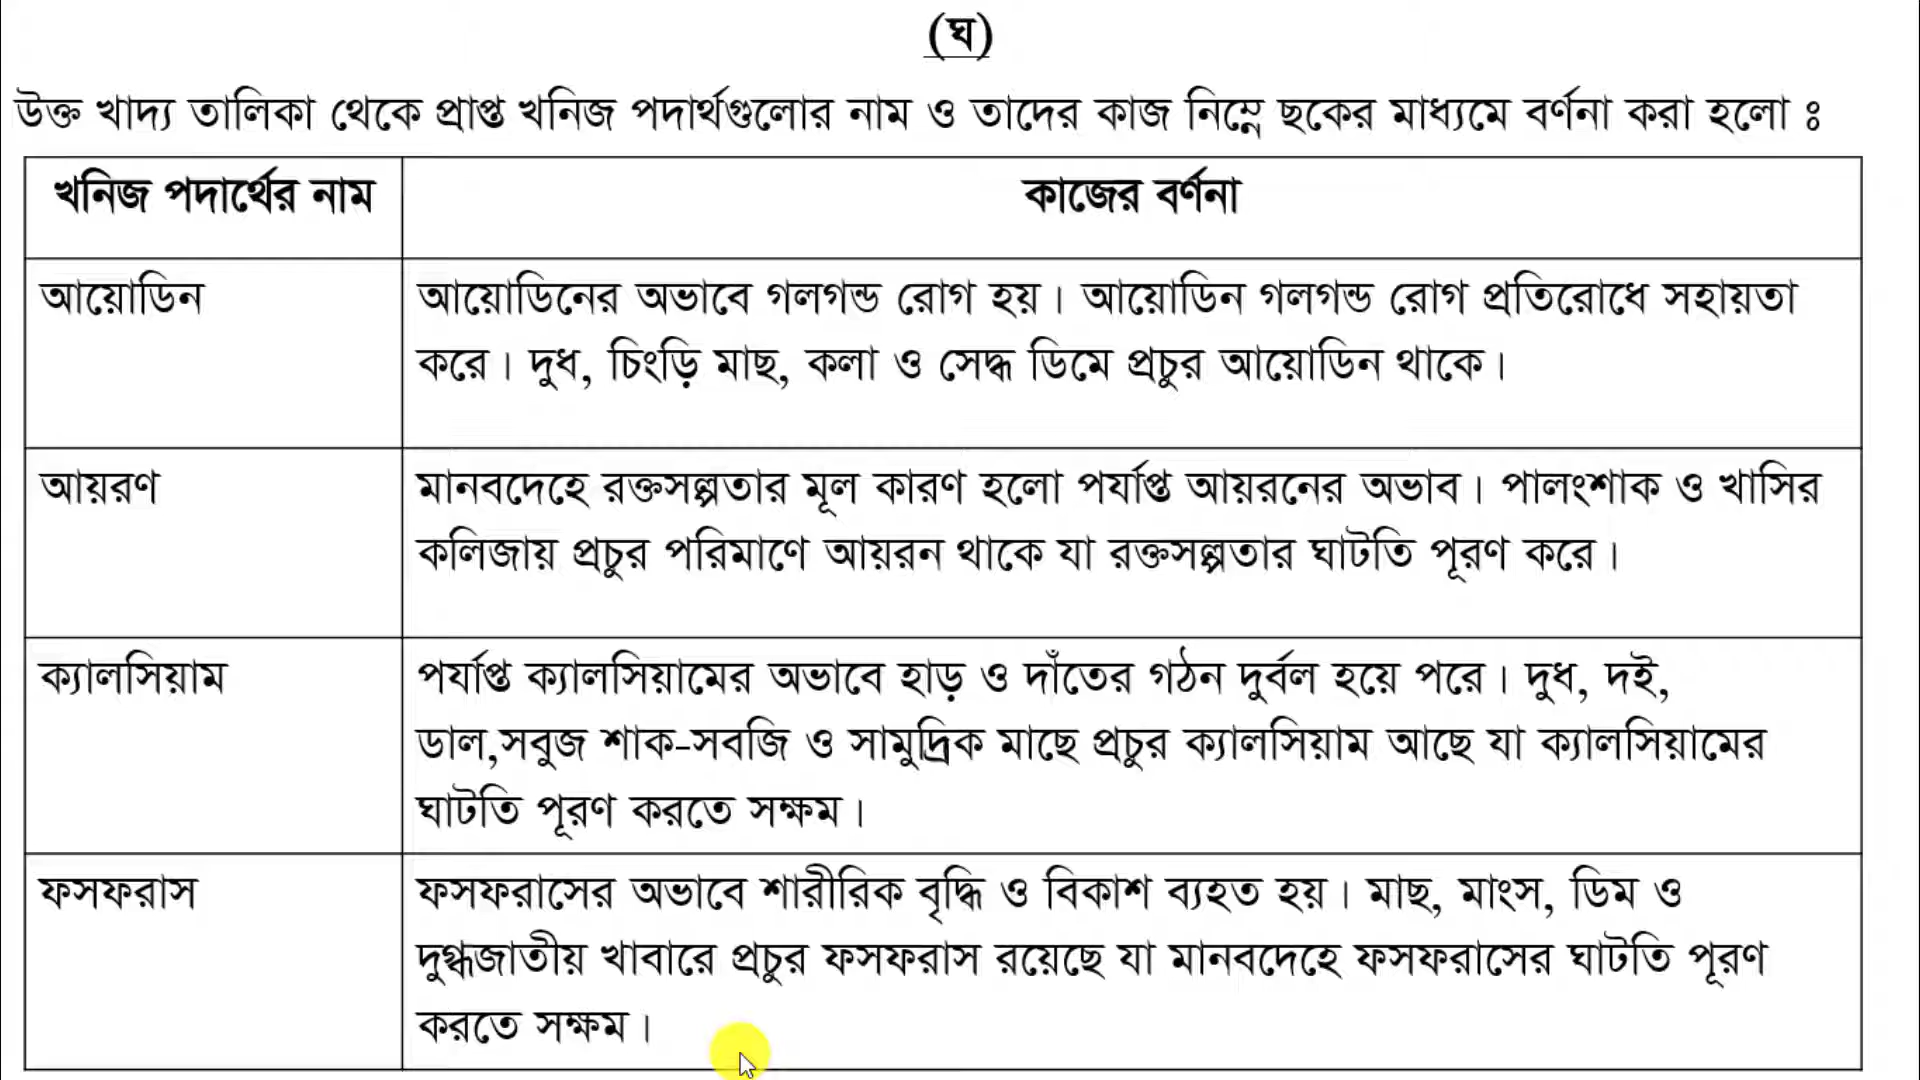 (ঘ)
উক্ত খাদ্য তালিকা থেকে প্রাপ্ত খনিজ পদার্থগুলোর নাম ও তাদের কাজ নিম্নে ছকের মাধ্যমে বর্ণনা করা হলো ঃ
খনিজ পদার্থের নাম
কাজের বর্ণনা
আয়োডিন
আয়োডিনের অভাবে গলগন্ড রোগ হয়। আয়োডিন গলগন্ড রোগ প্রতিরোধে সহায়তা
করে। দুধ, চিংড়ি মাছ, কলা ও সেদ্ধ ডিমে প্রচুর আয়োডিন থাকে।
আয়রণ
মানবদেহে রক্তসল্পতার মূল কারণ হলো পর্যাপ্ত আয়রনের অভাব। পালংশাক ও খাসির
কলিজায় প্রচুর পরিমাণে আয়রন থাকে যা রক্তসল্পতার ঘাটতি পূরণ করে।
ক্যালসিয়াম
পর্যাপ্ত ক্যালসিয়ামের অভাবে হাড় ও দাঁতের গঠন দুর্বল হয়ে পরে। দুধ, দই,
ডাল,সবুজ শাক-সবজি ও সামুদ্রিক মাছে প্রচুর ক্যালসিয়াম আছে যা ক্যালসিয়ামের
ঘাটতি পূরণ করতে সক্ষম।
ফসফরাস
ফসফরাসের অভাবে শারীরিক বৃদ্ধি ও বিকাশ ব্যহত হয়। মাছ, মাংস, ডিম ও
দুগ্ধজাতীয় খাবারে প্রচুর ফসফরাস রয়েছে যা মানবদেহে ফসফরাসের ঘাটতি পূরণ
করতে সক্ষম।